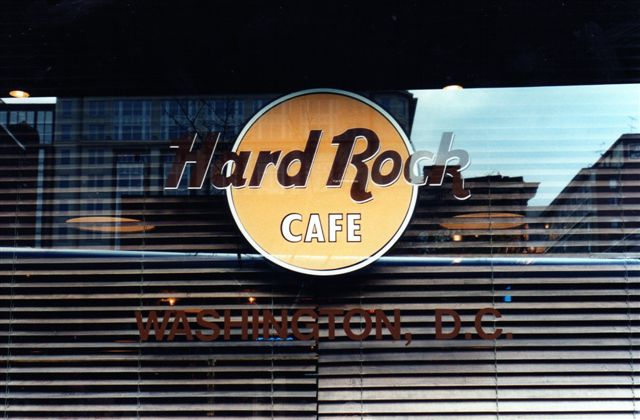 Hard Rock
CAFE
WASHINGTON, D.C.